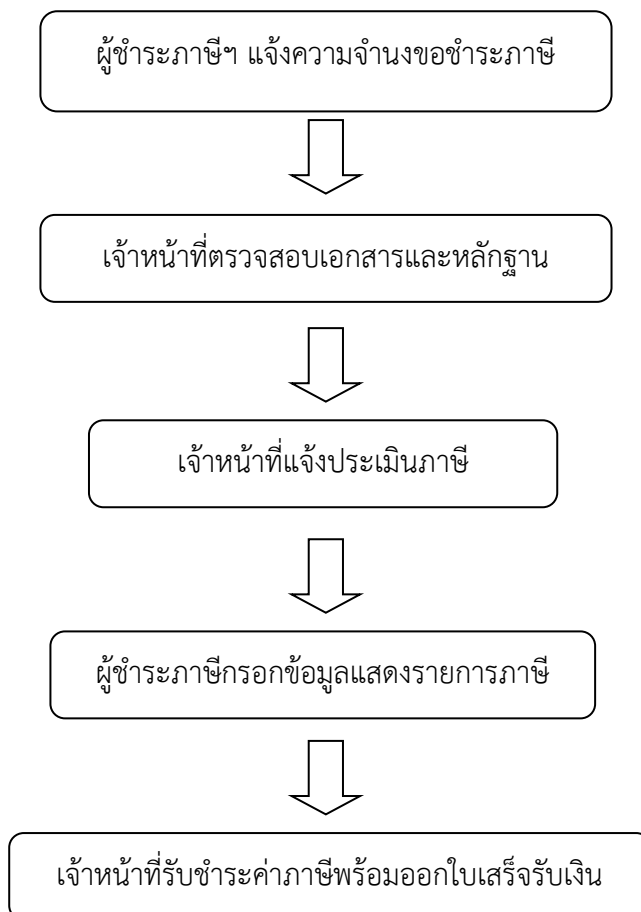 ผู้ชำระภาษีฯ แจ้งความจำนงขอชำระภาษี
เจ้าหน้าที่ตรวจสอบเอกสารและหลักฐาน
เจ้าหน้าที่แจ้งประเมินภาษี
ผู้ชำระภาษีกรอกข้อมูลแสดงรายการภาษี
เจ้าหน้าที่รับชำระค่าภาษีพร้อมออกใบเสร็จรับเงิน